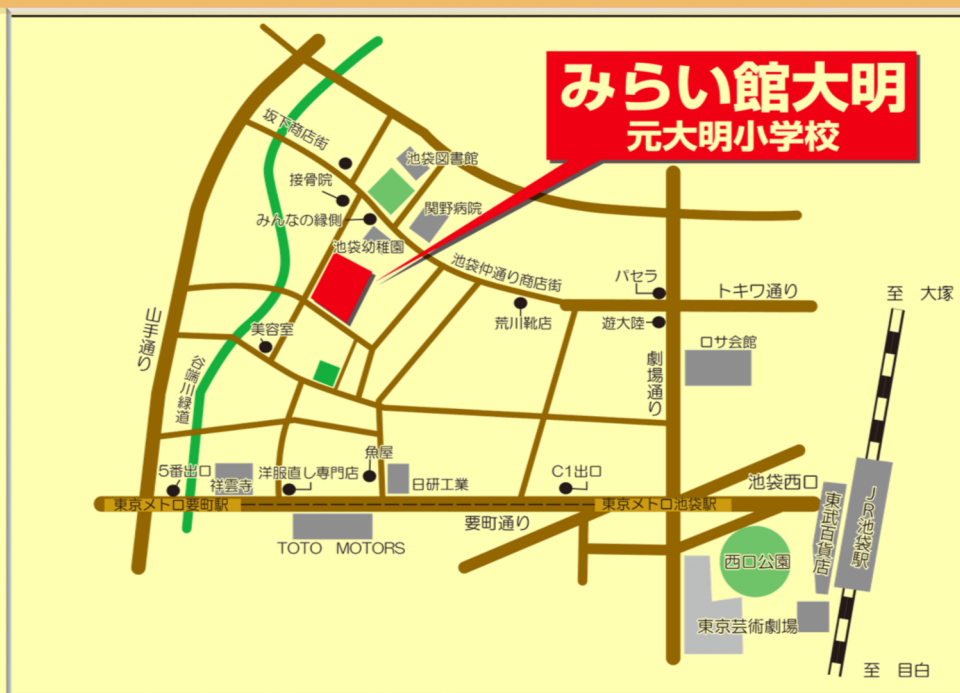 みらい館大明
元大明小学校
坂下商店街
池袋図書館
接骨院
みんなの縁側
関野病院
池袋幼稚園
池袋仲通り商店街
パセラ
トキワ通り
至 大塚
荒川靴店
遊大陸
美容室
山手通り
ロサ会館
劇場通り
谷端川緑道
魚屋
5番出口
祥雲寺
洋服直し専門店
日研工業
C1出口
池袋西口
東京メトロ要町駅
東京メトロ池袋駅
要町通り
東武百貨店
JR池袋駅
TOTO MOTORS
西口公園
東京芸術劇場
至 目白